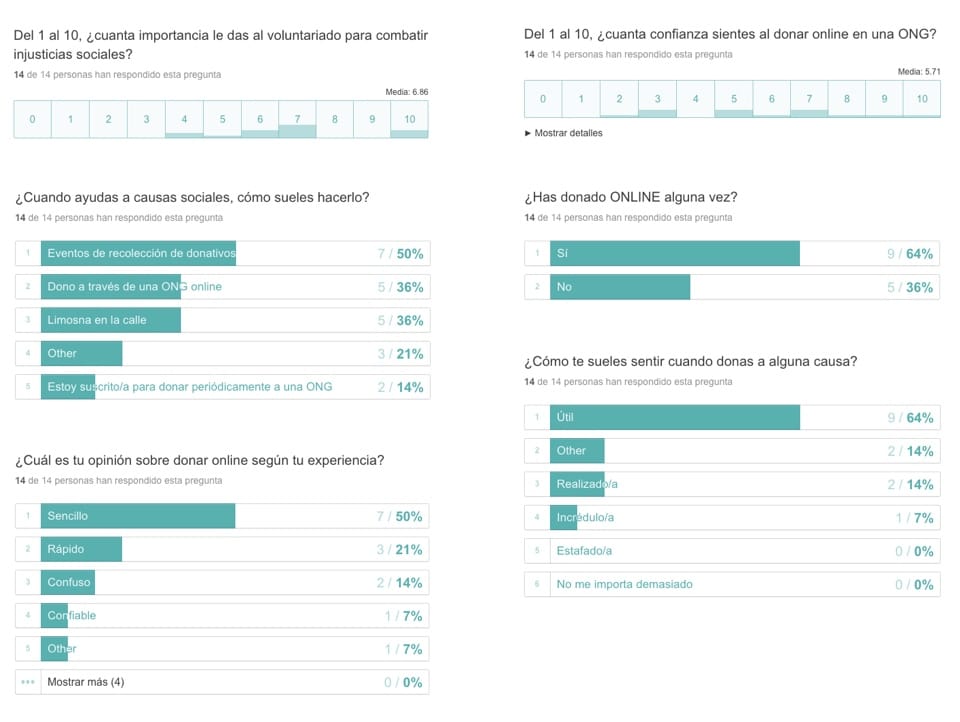 Del 1 al 10, ¿cuanta importancia le das al voluntariado para combatir
injusticias sociales?
14 de 14 personas han respondido esta pregunta
Media: 6.86
0 1 2 3 4 5 6 7 8 9 10
¿Cuando ayudas a causas sociales, cómo sueles hacerlo?
14 de 14 personas han respondido esta pregunta
1 Eventos de recolección de donativos 7 / 50%
2 Dono a través de una ONG online 5 / 36%
3 Limosna en la calle 5 / 36%
4 Other 3 / 21%
5 Estoy suscrito/a para donar periódicamente a una ONG 2 / 14%
¿Cuál es tu opinión sobre donar online según tu experiencia?
14 de 14 personas han respondido esta pregunta
1 Sencillo 7 / 50%
2 Rápido 3 / 21%
3 Confuso 2 / 14%
4 Confiable 1 / 7%
5 Other 1 / 7%
••• Mostrar más (4) 0 / 0%
Del 1 al 10, ¿cuanta confianza sientes al donar online en una ONG?
14 de 14 personas han respondido esta pregunta
Media: 5.71
0 1 2 3 4 5 6 7 8 9 10
► Mostrar detalles
¿Has donado ONLINE alguna vez?
14 de 14 personas han respondido esta pregunta
1 Sí 9 / 64%
2 No 5 / 36%
¿Cómo te sueles sentir cuando donas a alguna causa?
14 de 14 personas han respondido esta pregunta
1 Útil 9 / 64%
2 Other 2 / 14%
3 Realizado/a 2 / 14%
4 Incrédulo/a 1 / 7%
5 Estafado/a 0 / 0%
6 No me importa demasiado 0 / 0%